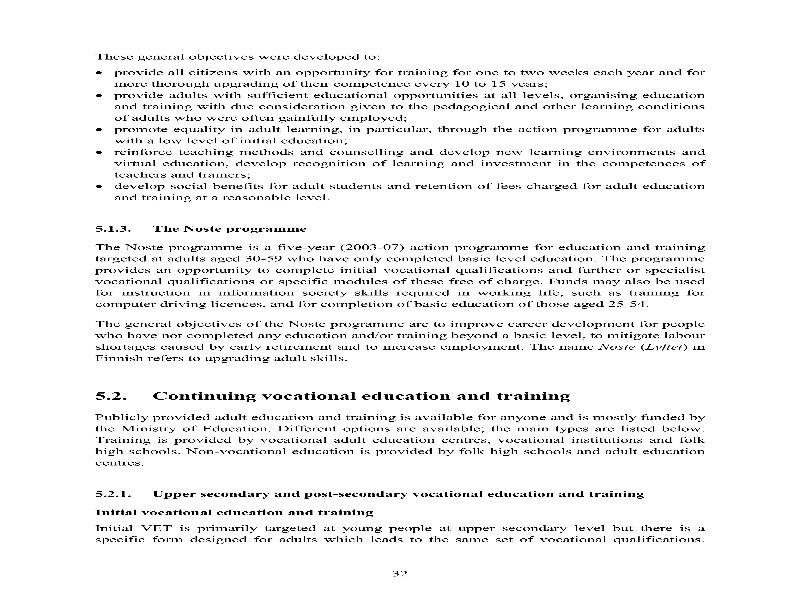 These general objectives were developed to:
• provide all citizens with an opportunity for training for one to two weeks each year and for
more thorough upgrading of their competence every 10 to 15 years;
• provide adults with sufficient educational opportunities at all levels, organising education
and training with due consideration given to the pedagogical and other learning conditions
of adults who were often gainfully employed;
• promote equality in adult learning, in particular, through the action programme for adults
with a low level of initial education;
• reinforce teaching methods and counselling and develop new learning environments and
virtual education, develop recognition of learning and investment in the competences of
teachers and trainers;
• develop social benefits for adult students and retention of fees charged for adult education
and training at a reasonable level.
5.1.3. The Noste programme
The Noste programme is a five-year (2003-07) action programme for education and training
targeted at adults aged 30-59 who have only completed basic level education. The programme
provides an opportunity to complete initial vocational qualifications and further or specialist
vocational qualifications or specific modules of these free of charge. Funds may also be used
for instruction in information society skills required in working life, such as training for
computer driving licences, and for completion of basic education of those aged 25-54.
The general objectives of the Noste programme are to improve career development for people
who have not completed any education and/or training beyond a basic level, to mitigate labour
shortages caused by early retirement and to increase employment. The name Noste (Lyftet) in
Finnish refers to upgrading adult skills.
5.2. Continuing vocational education and training
Publicly provided adult education and training is available for anyone and is mostly funded by
the Ministry of Education. Different options are available; the main types are listed below.
Training is provided by vocational adult education centres, vocational institutions and folk
high schools. Non-vocational education is provided by folk high schools and adult education
centres.
5.2.1. Upper secondary and post-secondary vocational education and training
Initial vocational education and training
Initial VET is primarily targeted at young people at upper secondary level but there is a
specific form designed for adults which leads to the same set of vocational qualifications.
32